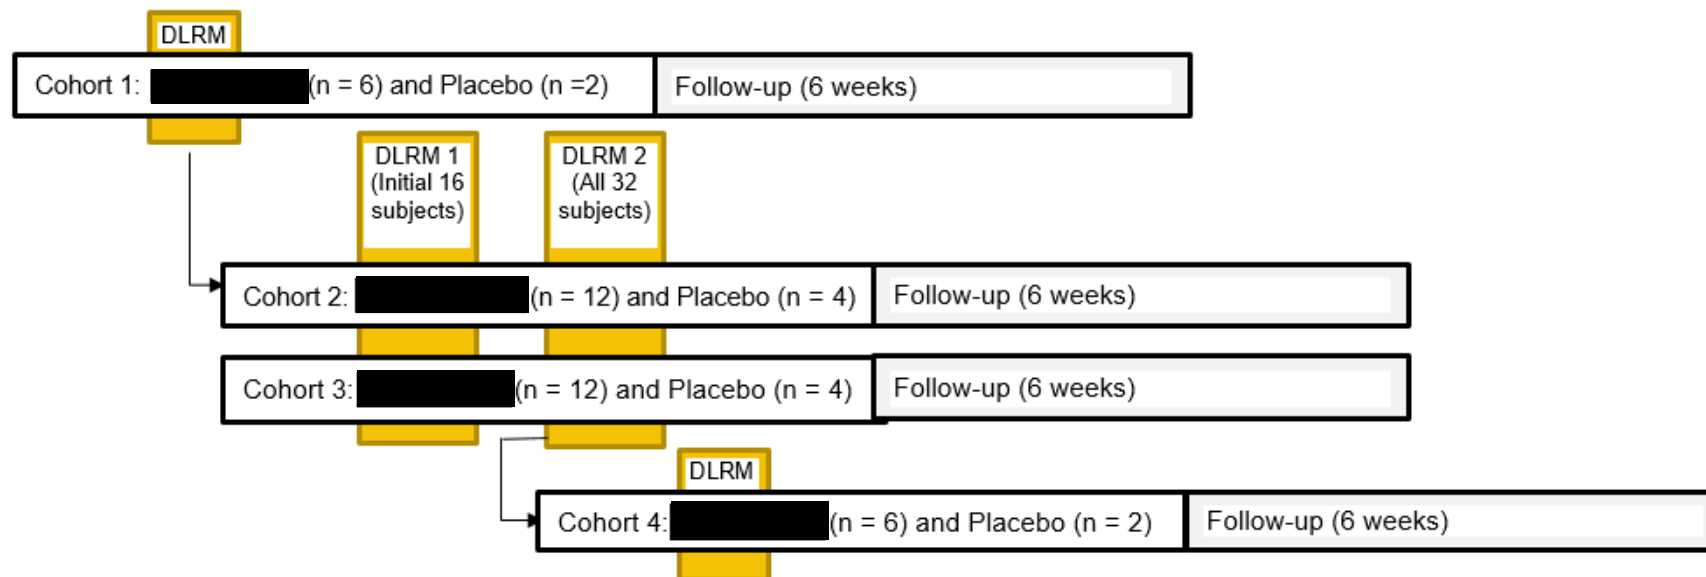 DLRM
Cohort 1: (n = 6) and Placebo (n =2)
Follow-up (6 weeks)
DLRM 1
(Initial 16
subjects)
DLRM 2
(All 32
subjects)
Cohort 2: (n = 12) and Placebo (n = 4)
Follow-up (6 weeks)
Cohort 3: (n = 12) and Placebo (n = 4)
Follow-up (6 weeks)
DLRM
Cohort 4: (n = 6) and Placebo (n = 2)
Follow-up (6 weeks)